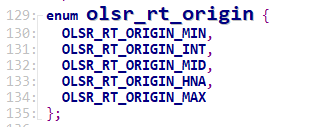 129: enum olsr_rt_origin {
130: OLSR_RT_ORIGIN_MIN,
131: OLSR_RT_ORIGIN_INT,
132: OLSR_RT_ORIGIN_MID,
133: OLSR_RT_ORIGIN_HNA,
134: OLSR_RT_ORIGIN_MAX
135: };